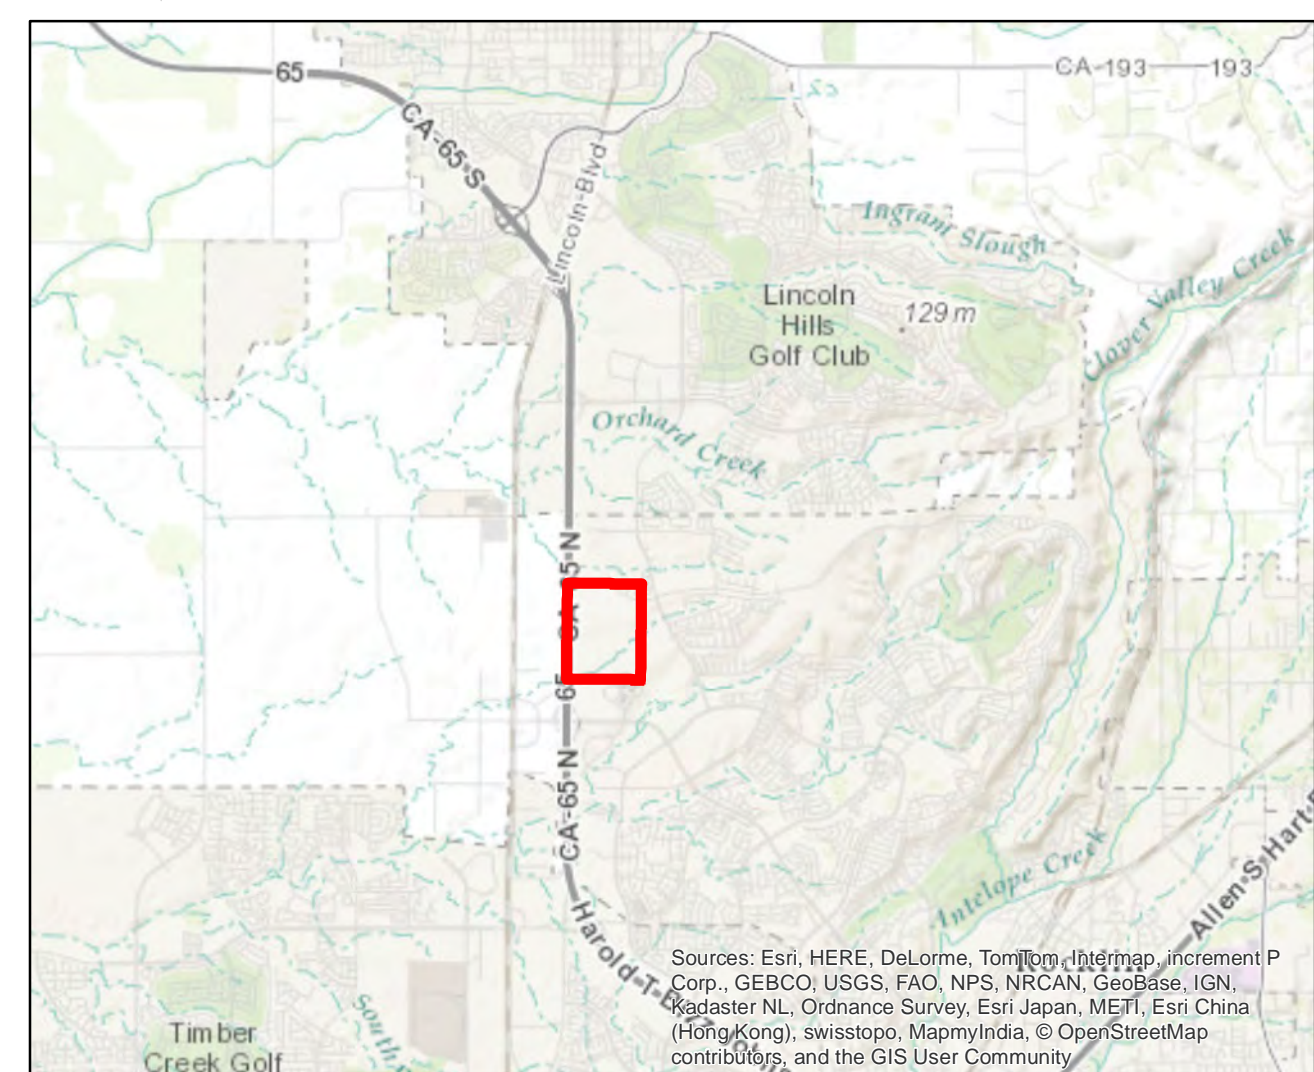 65
CA-193
193
CA-65-S
Lincoln-Blvd
Ingram Slough
Clover Valley Creek
Lincoln
Hills
Golf Club
129 m
Orchard Creek
65
CA-65-N
Antelope Creek
Allen-S-Hart
Harold-T-
Rocklin
Sources: Esri, HERE, DeLorme, TomTom, Intermap, increment P
Corp., GEBCO, USGS, FAO, NPS, NRCAN, GeoBase, IGN,
Kadaster NL, Ordnance Survey, Esri Japan, METI, Esri China
(Hong Kong), swisstopo, MapmyIndia, © OpenStreetMap
contributors, and the GIS User Community
South
Timber
Creek Golf